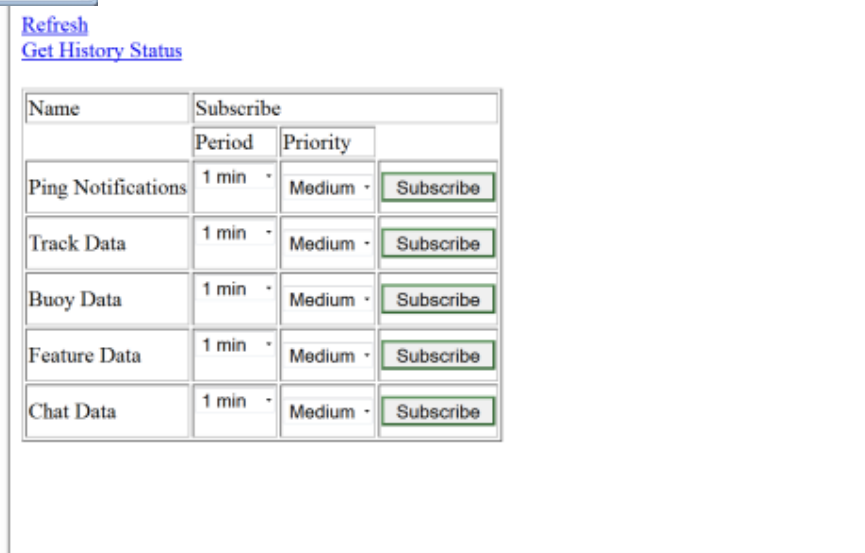 Refresh
Get History Status
Name Subscribe
Period Priority
Ping Notifications 1 min Medium Subscribe
Track Data 1 min Medium Subscribe
Buoy Data 1 min Medium Subscribe
Feature Data 1 min Medium Subscribe
Chat Data 1 min Medium Subscribe